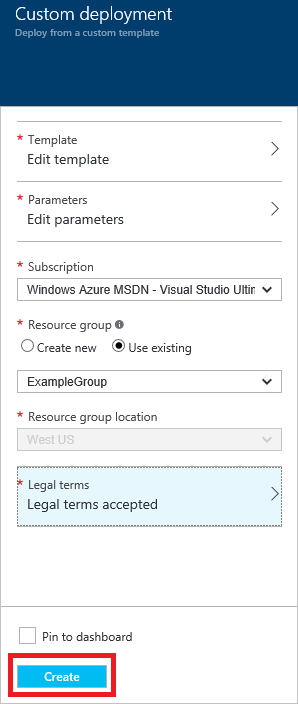 Custom deployment
Deploy from a custom template
* Template
Edit template
* Parameters
Edit parameters
* Subscription
Windows Azure MSDN - Visual Studio Ultin
* Resource group
Create new Use existing
ExampleGroup
* Resource group location
West US
* Legal terms
Legal terms accepted
Pin to dashboard
Create